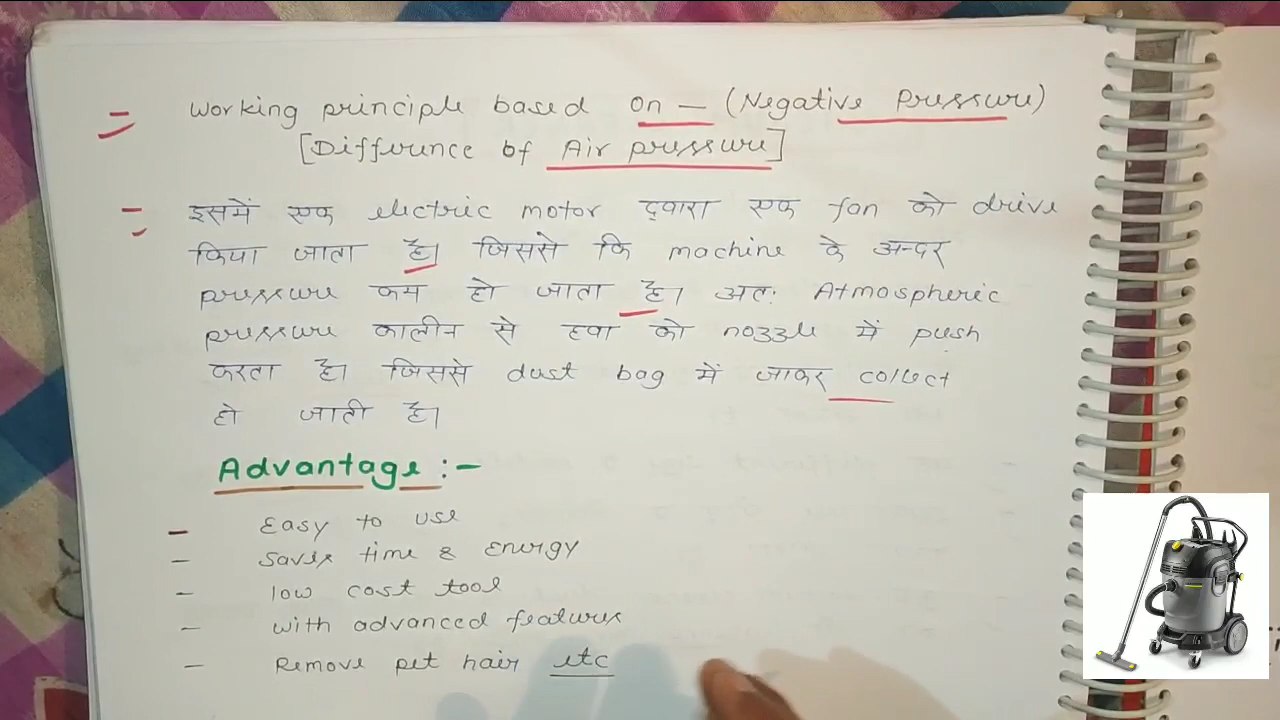 Working principle based on — (Negative Pressure)
[Difference of Air pressure]
इसमें एक electric motor द्वारा एक fan को drive
किया जाता है। जिससे कि machine के अन्दर
pressure कम हो जाता है। अतः Atmospheric
pressure कालीन से हवा को nozzle में push
करता है। जिससे dust bag में जाकर collect
हो जाती है।
Advantage :-
- Easy to use
- Saves time & Energy
- low cost tool
- with advanced features
- Remove pet hair etc